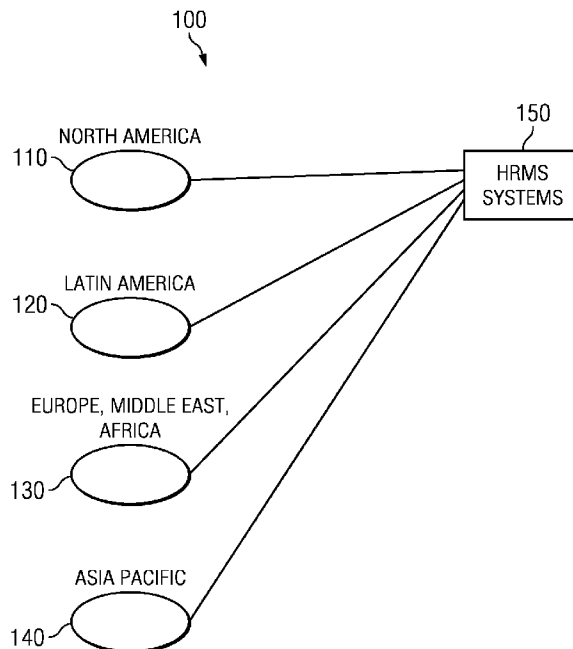 100
NORTH AMERICA
110
150
HRMS
SYSTEMS
LATIN AMERICA
120
EUROPE, MIDDLE EAST,
AFRICA
130
ASIA PACIFIC
140